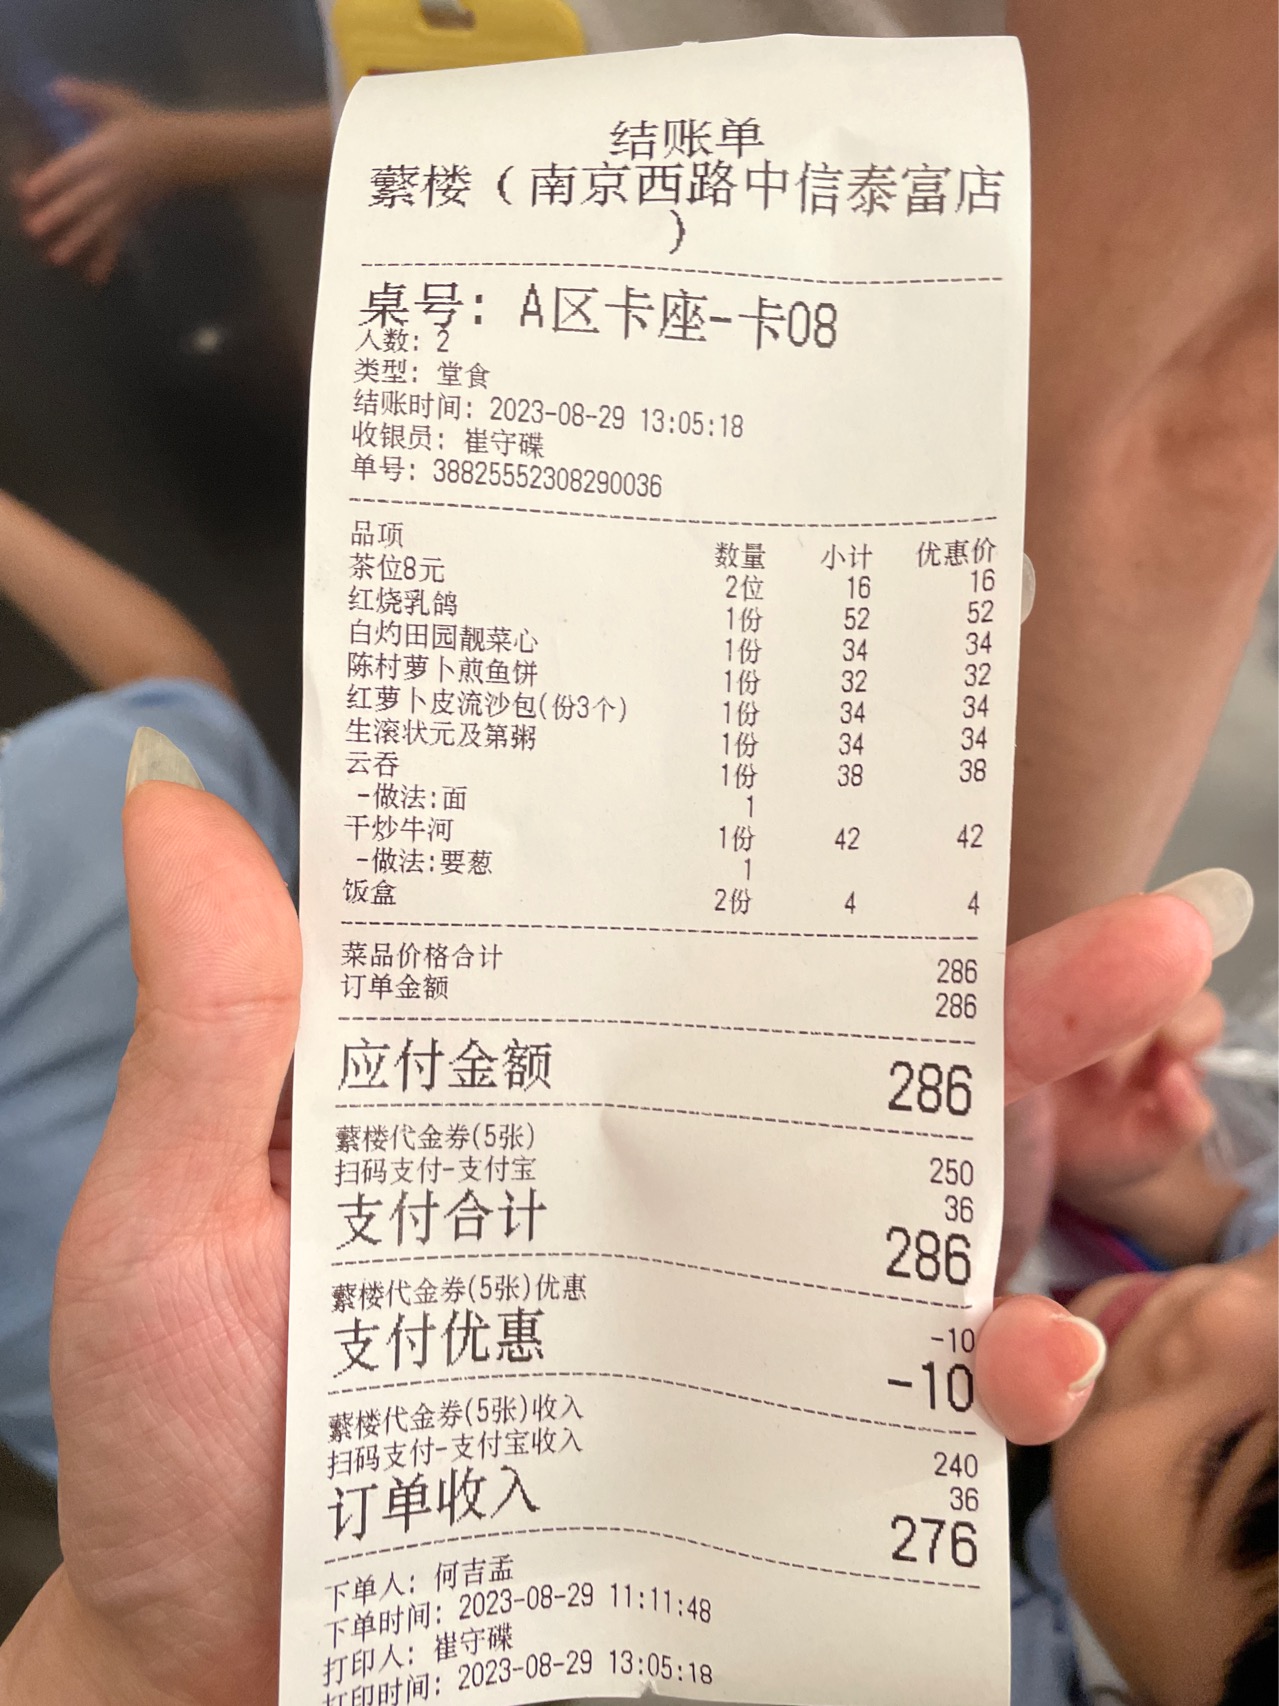 结账单
蘩楼（南京西路中信泰富店
）
桌号: A区卡座-卡08
人数: 2
类型: 堂食
结账时间: 2023-08-29 13:05:18
收银员: 崔守碟
单号: 38825552308290036
品项 数量 小计 优惠价
茶位8元 2位 16 16
红烧乳鸽 1份 52 52
白灼田园靓菜心 1份 34 34
陈村萝卜煎鱼饼 1份 32 32
红萝卜皮流沙包(份3个) 1份 34 34
生滚状元及第粥 1份 34 34
云吞 1份 38 38
-做法:面 1
干炒牛河 1份 42 42
-做法:要葱 1
饭盒 2份 4 4
菜品价格合计 286
订单金额 286
应付金额 286
蘩楼代金券(5张) 250
扫码支付-支付宝 36
支付合计 286
蘩楼代金券(5张)优惠 -10
支付优惠 -10
蘩楼代金券(5张)收入 240
扫码支付-支付宝收入 36
订单收入 276
下单人: 何吉孟
下单时间: 2023-08-29 11:11:48
打印人: 崔守碟
打印时间: 2023-08-29 13:05:18